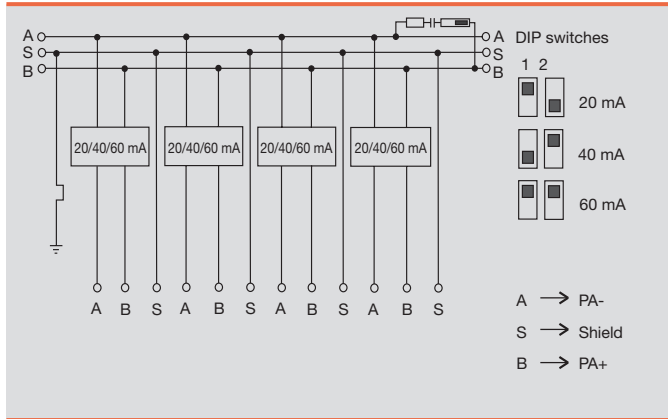 A A DIP switches
S S
B B
1 2
20 mA
20/40/60 mA 20/40/60 mA 20/40/60 mA 20/40/60 mA
40 mA
60 mA
A B S A B S A B S A B S
A → PA-
S → Shield
B → PA+